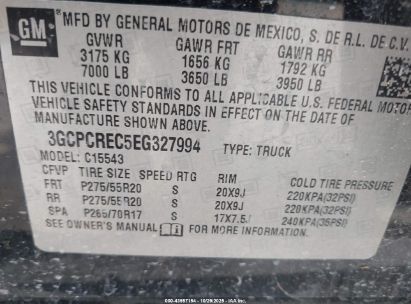 GM
MFD BY GENERAL MOTORS DE MEXICO, S. DE R.L. DE C.V.
GVWR GAWR FRT GAWR RR
3175 KG 1656 KG 1792 KG
7000 LB 3650 LB 3950 LB
THIS VEHICLE CONFORMS TO ALL APPLICABLE U.S. FEDERAL MOTOR
VEHICLE SAFETY STANDARDS IN EFFECT ON THE DATE OF
MANUFACTURE SHOWN ABOVE.
3GCPCREC5EG327994 TYPE: TRUCK
MODEL: C15543
CFVP TIRE SIZE SPEED RTG RIM COLD TIRE PRESSURE
FRT P275/55R20 S 20X9J 220KPA(32PSI)
RR P275/55R20 S 20X9J 220KPA(32PSI)
SPA P265/70R17 S 17X7.5J 240KPA(35PSI)
SEE OWNER'S MANUAL FOR MORE INFORMATION